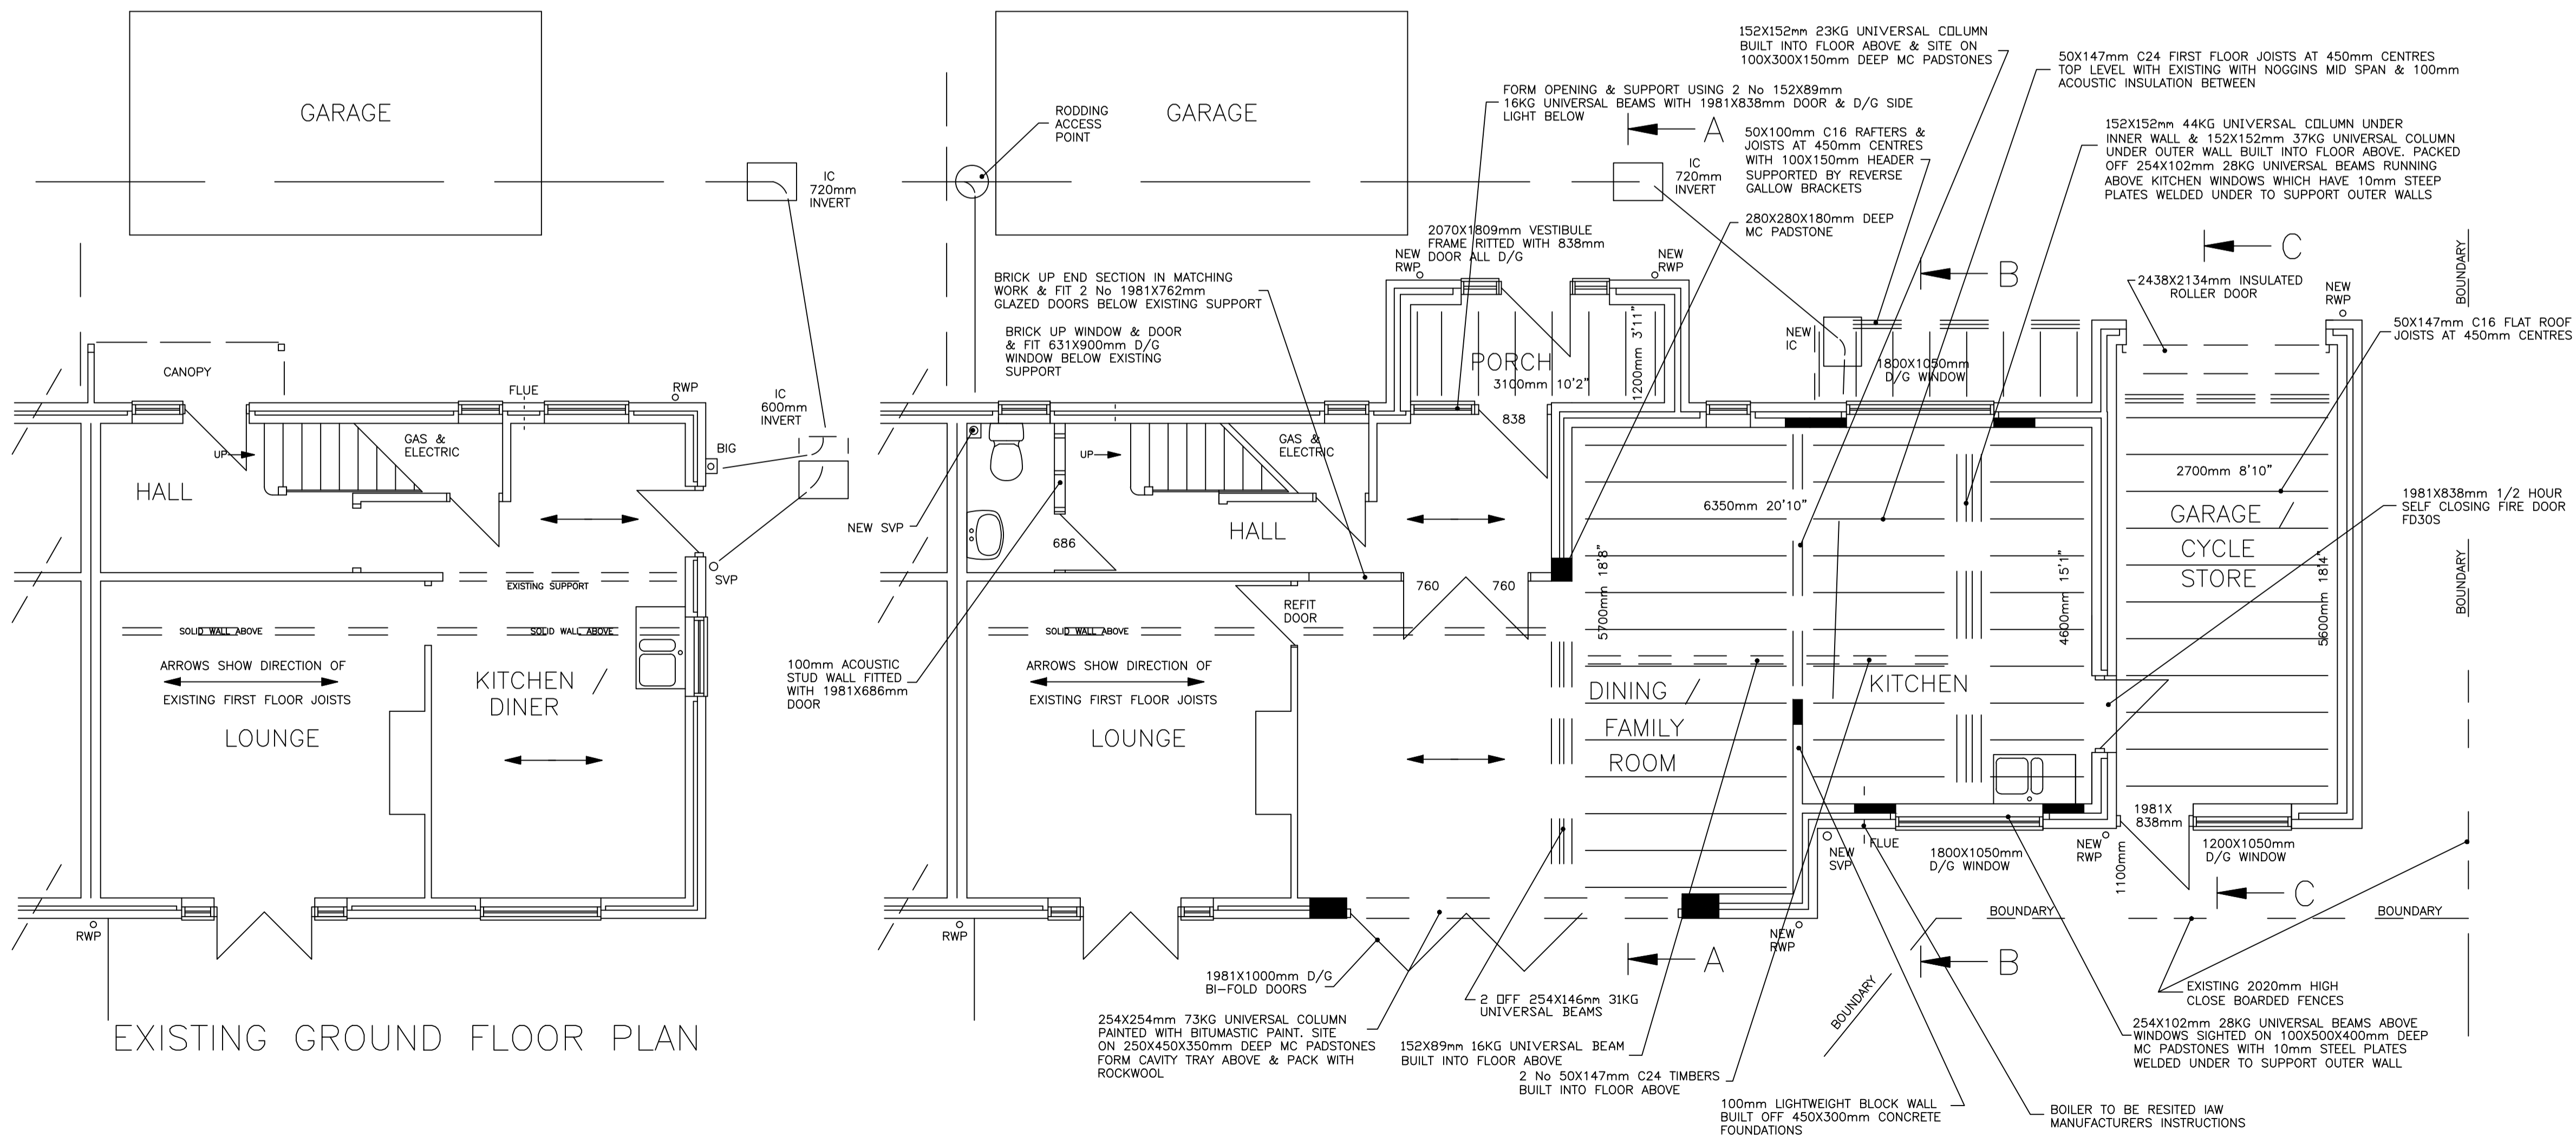 GARAGE
IC
720mm
INVERT
CANOPY
FLUE
RWP
IC
600mm
INVERT
GAS &
ELECTRIC
UP
BIG
HALL
SVP
EXISTING SUPPORT
SOLID WALL ABOVE
SOLID WALL ABOVE
ARROWS SHOW DIRECTION OF
EXISTING FIRST FLOOR JOISTS
KITCHEN /
DINER
LOUNGE
RWP
EXISTING GROUND FLOOR PLAN
GARAGE
RODDING
ACCESS
POINT
152X152mm 23KG UNIVERSAL COLUMN
BUILT INTO FLOOR ABOVE & SITE ON
100X300X150mm DEEP MC PADSTONES
50X147mm C24 FIRST FLOOR JOISTS AT 450mm CENTRES
TOP LEVEL WITH EXISTING WITH NOGGINS MID SPAN & 100mm
ACOUSTIC INSULATION BETWEEN
FORM OPENING & SUPPORT USING 2 No 152X89mm
16KG UNIVERSAL BEAMS WITH 1981X838mm DOOR & D/G SIDE
LIGHT BELOW
A
50X100mm C16 RAFTERS &
JOISTS AT 450mm CENTRES
WITH 100X150mm HEADER
SUPPORTED BY REVERSE
GALLOW BRACKETS
IC
720mm
INVERT
152X152mm 44KG UNIVERSAL COLUMN UNDER
INNER WALL & 152X152mm 37KG UNIVERSAL COLUMN
UNDER OUTER WALL BUILT INTO FLOOR ABOVE. PACKED
OFF 254X102mm 28KG UNIVERSAL BEAMS RUNNING
ABOVE KITCHEN WINDOWS WHICH HAVE 10mm STEEP
PLATES WELDED UNDER TO SUPPORT OUTER WALLS
280X280X180mm DEEP
MC PADSTONE
2070X1809mm VESTIBULE
FRAME RITTED WITH 838mm
DOOR ALL D/G
NEW
RWP
NEW
RWP
C
B
BOUNDARY
2438X2134mm INSULATED
ROLLER DOOR
NEW
RWP
BRICK UP END SECTION IN MATCHING
WORK & FIT 2 No 1981X762mm
GLAZED DOORS BELOW EXISTING SUPPORT
BRICK UP WINDOW & DOOR
& FIT 631X900mm D/G
WINDOW BELOW EXISTING
SUPPORT
50X147mm C16 FLAT ROOF
JOISTS AT 450mm CENTRES
NEW
IC
PORCH
3100mm 10'2"
1200mm 3'11"
1800X1050mm
D/G WINDOW
838
UP
GAS &
ELECTRIC
2700mm 8'10"
6350mm 20'10"
1981X838mm 1/2 HOUR
SELF CLOSING FIRE DOOR
FD30S
GARAGE /
CYCLE
STORE
NEW SVP
HALL
686
5700mm 18'8"
4600mm 15'1"
5600mm 18'4"
BOUNDARY
760
760
REFIT
DOOR
SOLID WALL ABOVE
100mm ACOUSTIC
STUD WALL FITTED
WITH 1981X686mm
DOOR
ARROWS SHOW DIRECTION OF
EXISTING FIRST FLOOR JOISTS
LOUNGE
DINING /
FAMILY
ROOM
KITCHEN
1981X
838mm
NEW
SVP
FLUE
1800X1050mm
D/G WINDOW
NEW
RWP
1100mm
1200X1050mm
D/G WINDOW
C
BOUNDARY
BOUNDARY
RWP
NEW
RWP
A
B
BOUNDARY
1981X1000mm D/G
BI-FOLD DOORS
2 OFF 254X146mm 31KG
UNIVERSAL BEAMS
EXISTING 2020mm HIGH
CLOSE BOARDED FENCES
254X254mm 73KG UNIVERSAL COLUMN
PAINTED WITH BITUMASTIC PAINT. SITE
ON 250X450X350mm DEEP MC PADSTONES
FORM CAVITY TRAY ABOVE & PACK WITH
ROCKWOOL
152X89mm 16KG UNIVERSAL BEAM
BUILT INTO FLOOR ABOVE
2 No 50X147mm C24 TIMBERS
BUILT INTO FLOOR ABOVE
254X102mm 28KG UNIVERSAL BEAMS ABOVE
WINDOWS SIGHTED ON 100X500X400mm DEEP
MC PADSTONES WITH 10mm STEEL PLATES
WELDED UNDER TO SUPPORT OUTER WALL
100mm LIGHTWEIGHT BLOCK WALL
BUILT OFF 450X300mm CONCRETE
FOUNDATIONS
BOILER TO BE RESITED IAW
MANUFACTURERS INSTRUCTIONS